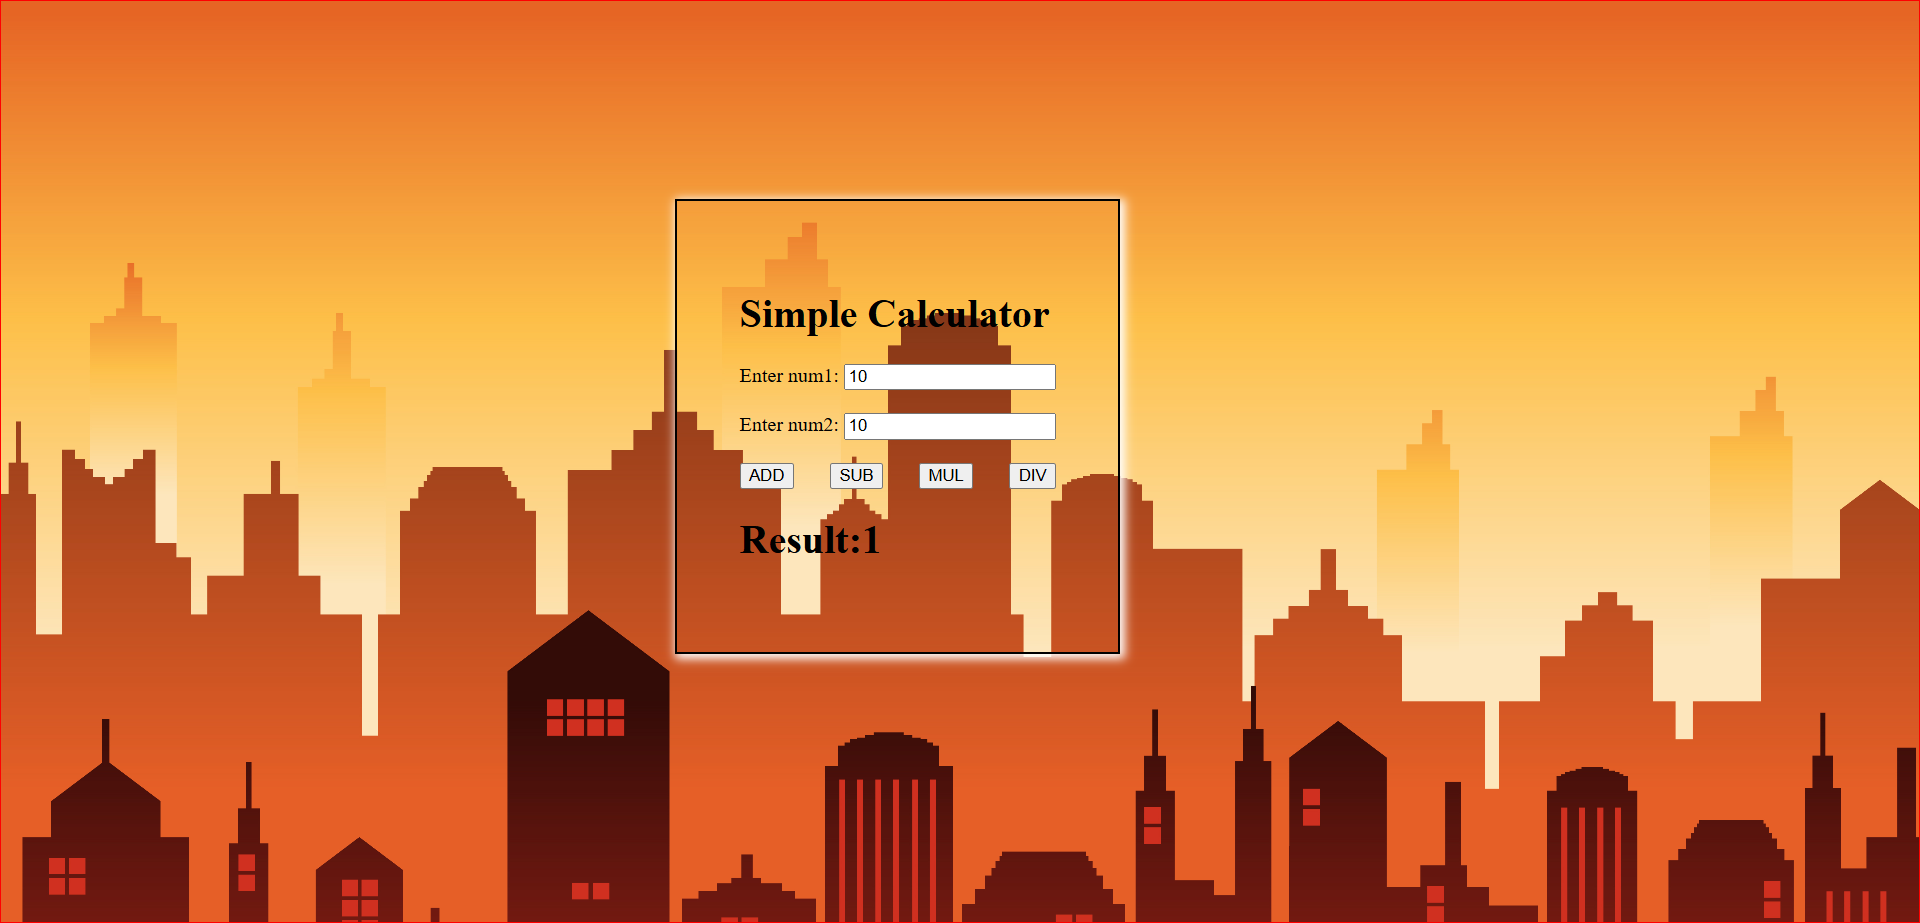 Simple Calculator
Enter num1: 10
Enter num2: 10
ADD SUB MUL DIV
Result:1